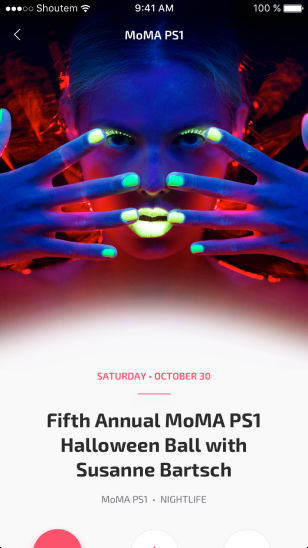 Shoutem 9:41 AM 100 %
MoMA PS1
SATURDAY • OCTOBER 30
Fifth Annual MoMA PS1
Halloween Ball with
Susanne Bartsch
MoMA PS1 • NIGHTLIFE